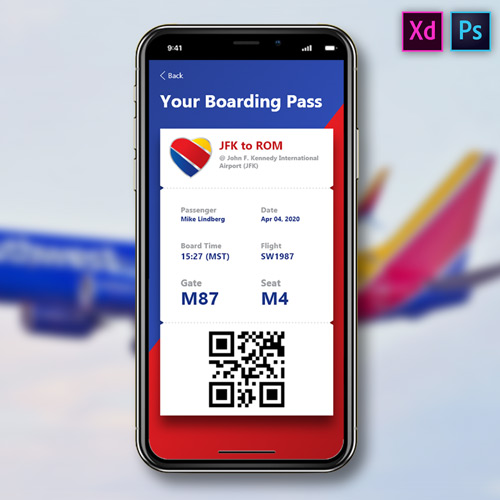 Xd Ps
9:41
Back
Your Boarding Pass
JFK to ROM
@ John F. Kennedy International
Airport (JFK)
Passenger Date
Mike Lindberg Apr 04, 2020
Board Time Flight
15:27 (MST) SW1987
Gate Seat
M87 M4